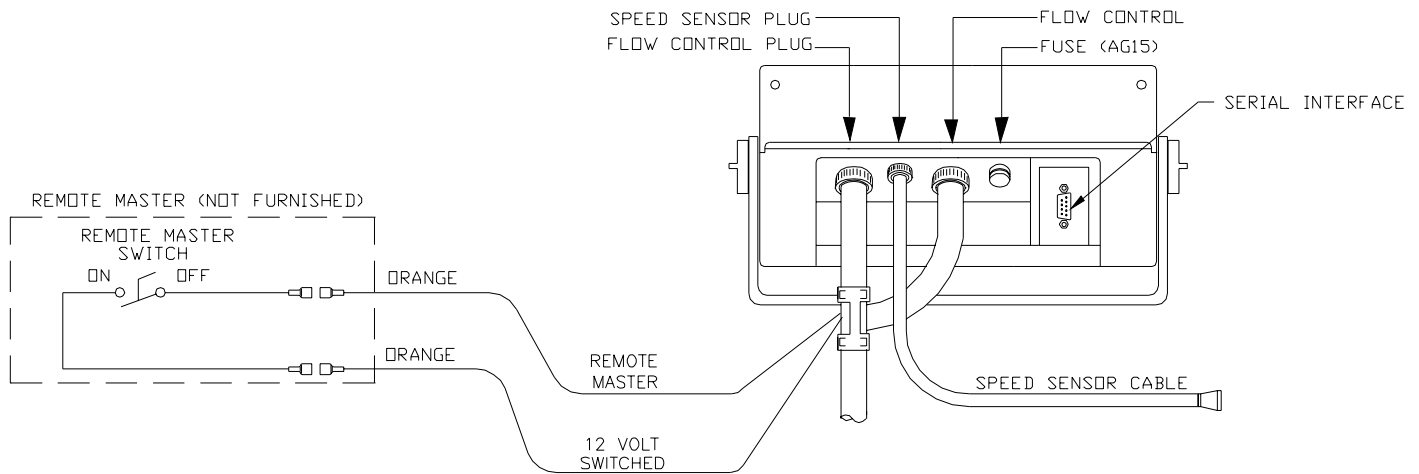 SPEED SENSOR PLUG
FLOW CONTROL PLUG
FLOW CONTROL
FUSE (AG15)
SERIAL INTERFACE
REMOTE MASTER (NOT FURNISHED)
REMOTE MASTER
SWITCH
ON OFF
ORANGE
ORANGE
REMOTE
MASTER
SPEED SENSOR CABLE
12 VOLT
SWITCHED